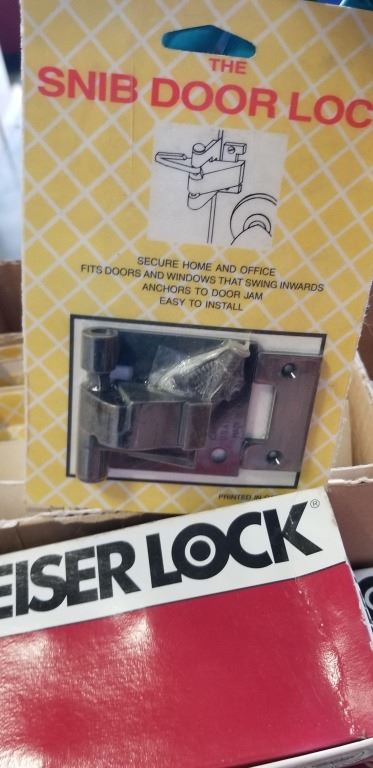 THE
SNIB DOOR LOC
SECURE HOME AND OFFICE
FITS DOORS AND WINDOWS THAT SWING INWARDS
ANCHORS TO DOOR JAM
EASY TO INSTALL
PRINTED IN
EISER LOCK®